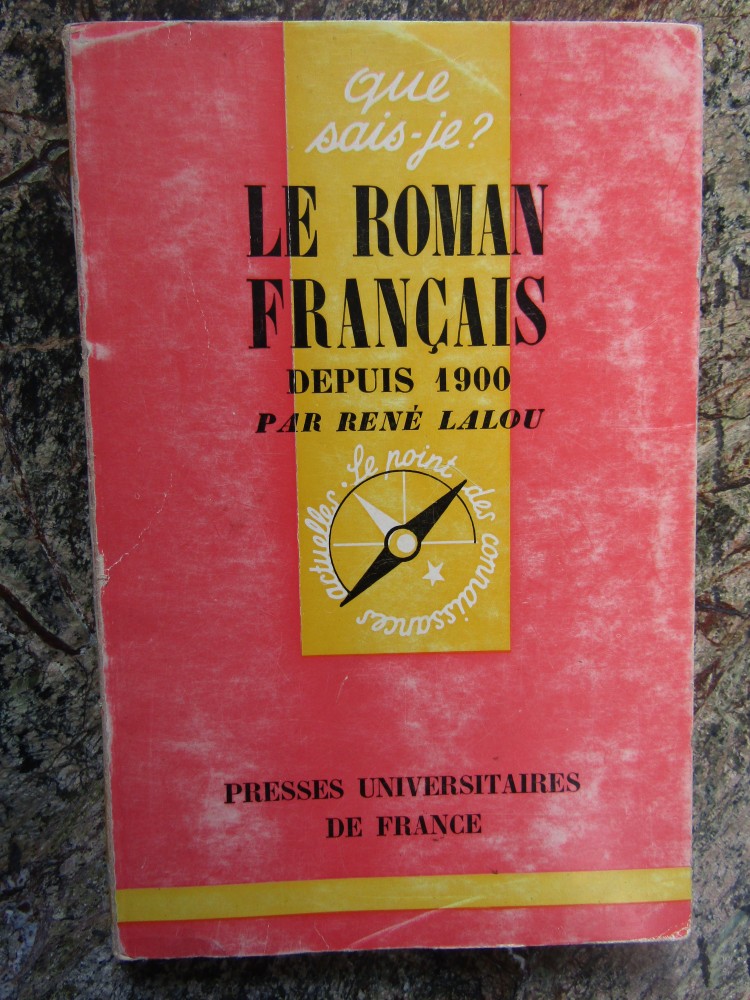 que
sais-je?
LE ROMAN
FRANÇAIS
DEPUIS 1900
PAR RENÉ LALOU
Le point des connaissances actuelles.
PRESSES UNIVERSITAIRES
DE FRANCE